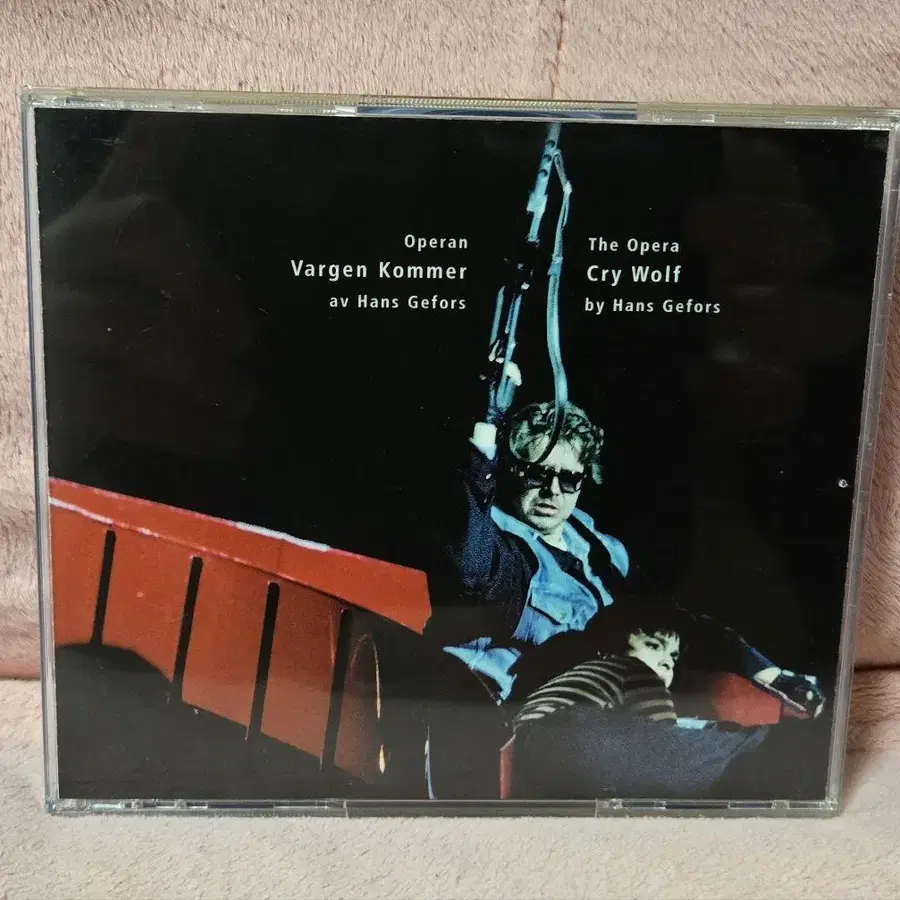 Operan
Vargen Kommer
av Hans Gefors
The Opera
Cry Wolf
by Hans Gefors